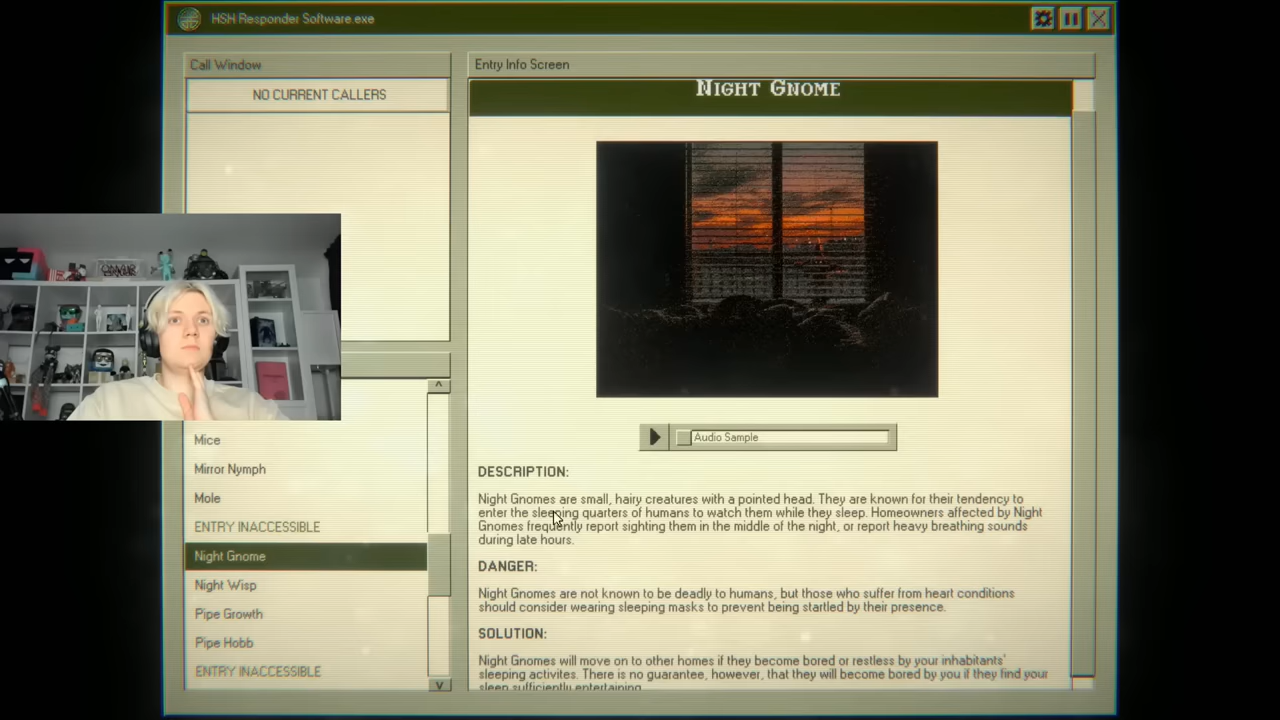 HSH Responder Software.exe
Call Window
NO CURRENT CALLERS
Mice
Mirror Nymph
Mole
ENTRY INACCESSIBLE
Night Gnome
Night Wisp
Pipe Growth
Pipe Hobb
ENTRY INACCESSIBLE
Entry Info Screen
Night Gnome
Audio Sample
DESCRIPTION:
Night Gnomes are small, hairy creatures with a pointed head. They are known for their tendency to
enter the sleeping quarters of humans to watch them while they sleep. Homeowners affected by Night
Gnomes frequently report sighting them in the middle of the night, or report heavy breathing sounds
during late hours.
DANGER:
Night Gnomes are not known to be deadly to humans, but those who suffer from heart conditions
should consider wearing sleeping masks to prevent being startled by their presence.
SOLUTION:
Night Gnomes will move on to other homes if they become bored or restless by your inhabitants'
sleeping activites. There is no guarantee, however, that they will become bored by you if they find your
sleep sufficiently entertaining.